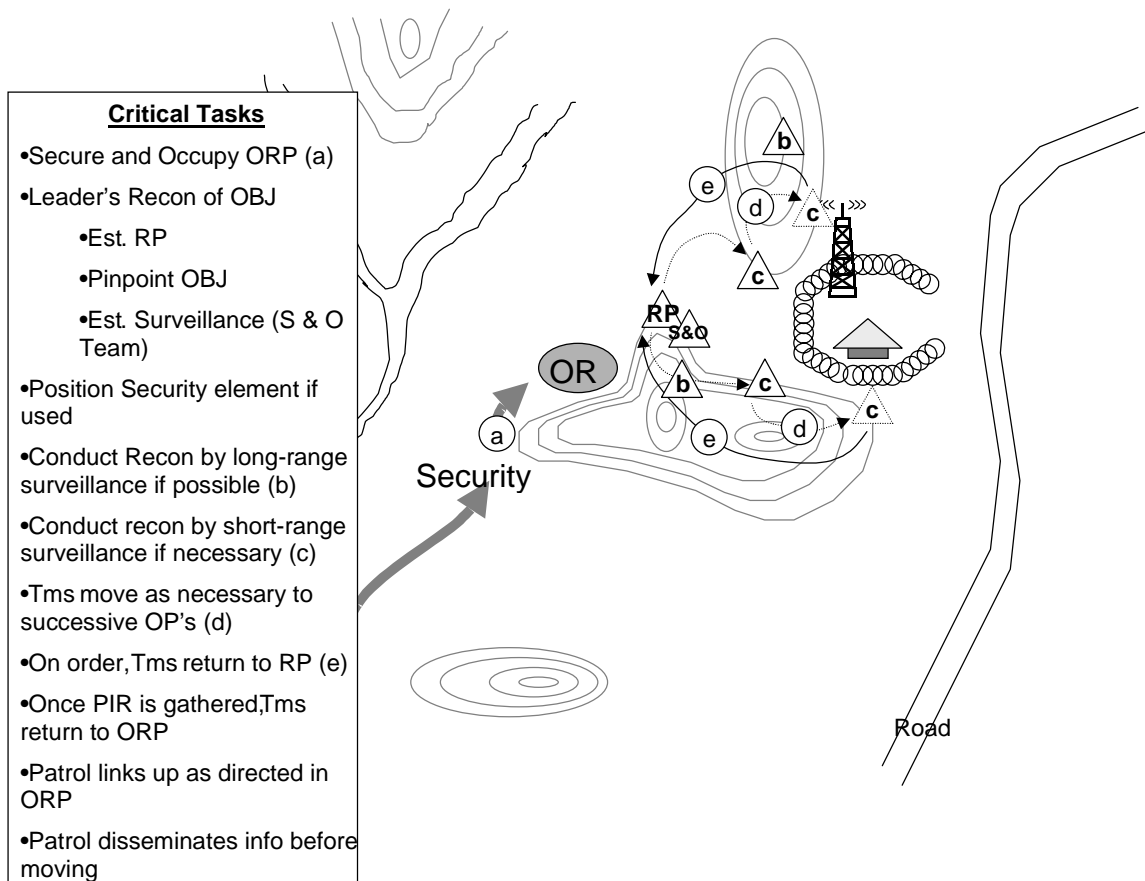 Critical Tasks
•Secure and Occupy ORP (a)
•Leader's Recon of OBJ
•Est. RP
•Pinpoint OBJ
•Est. Surveillance (S & O
Team)
•Position Security element if
used
•Conduct Recon by long-range
surveillance if possible (b)
•Conduct recon by short-range
surveillance if necessary (c)
•Tms move as necessary to
successive OP's (d)
•On order,Tms return to RP (e)
•Once PIR is gathered,Tms
return to ORP
•Patrol links up as directed in
ORP
•Patrol disseminates info before
moving
b
e
d
c
c
RP
S&O
OR
b
c
c
d
e
a
Security
Road